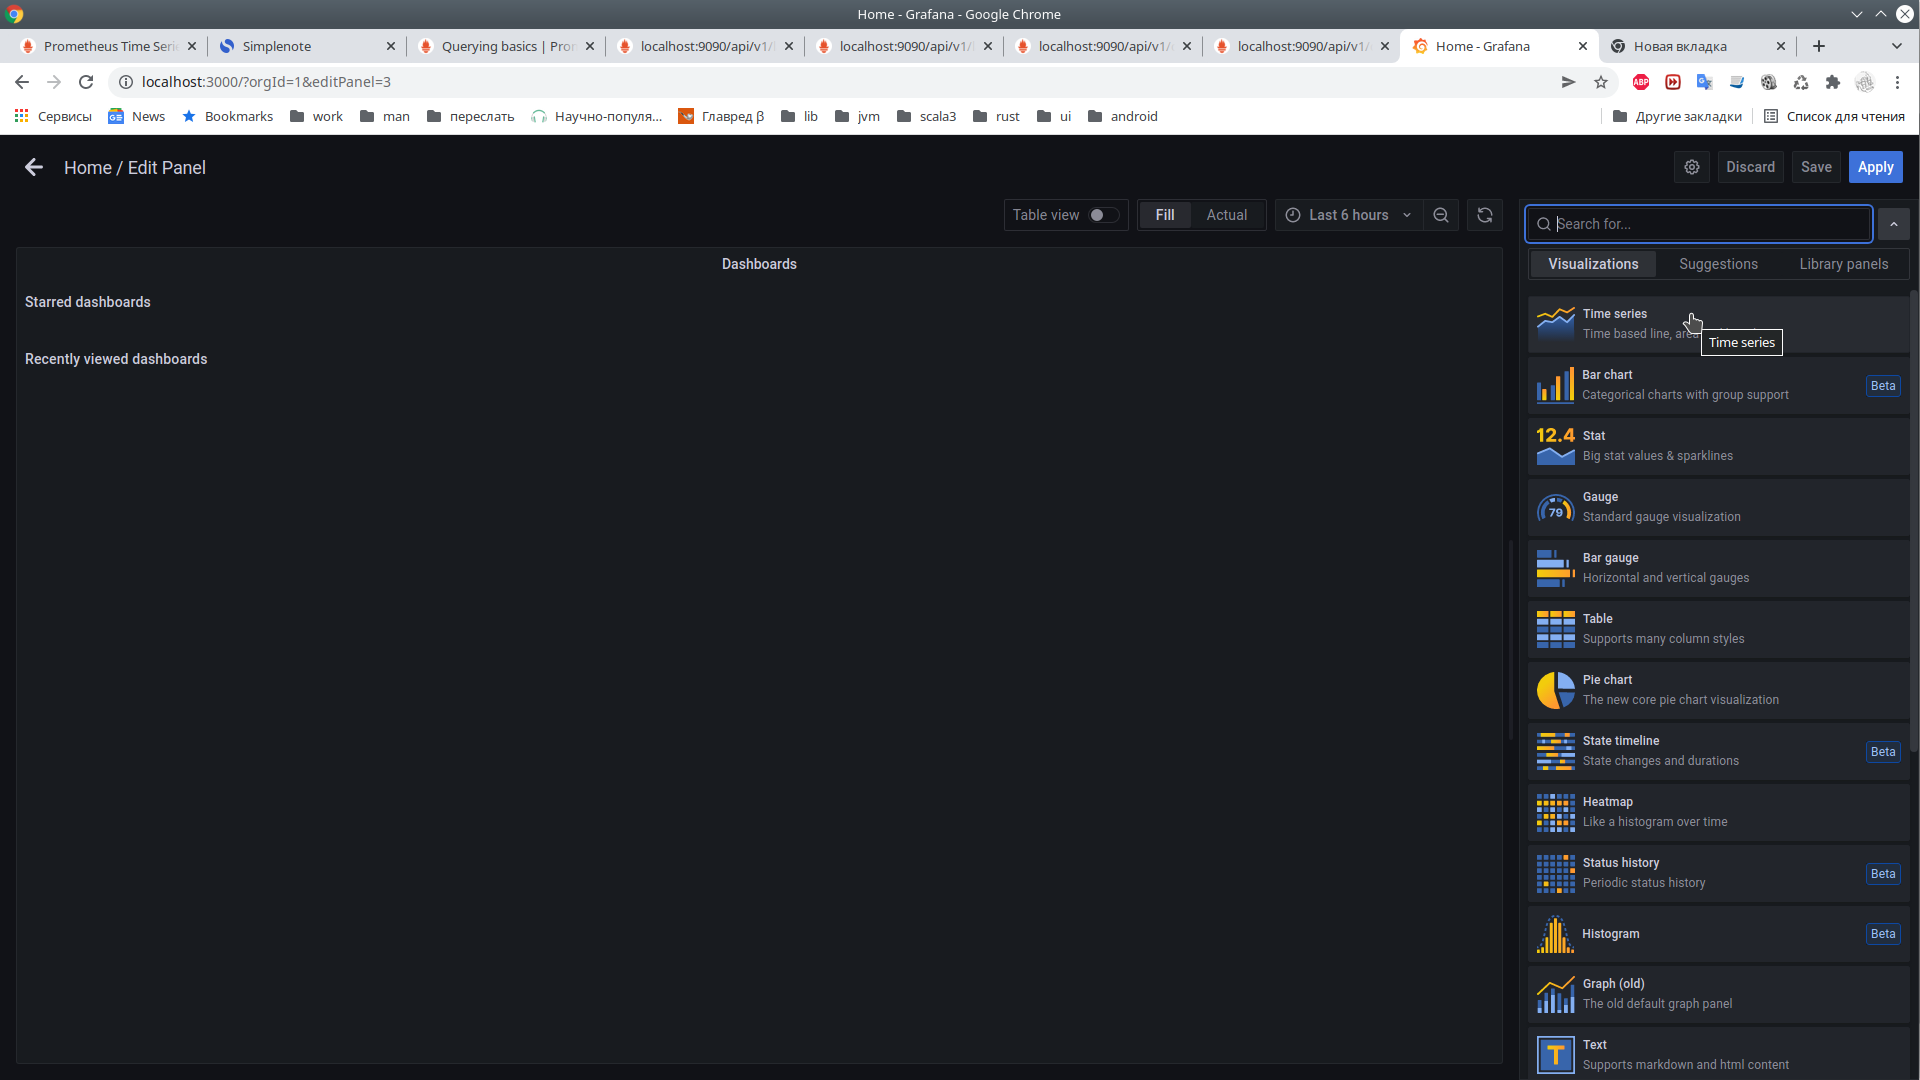 Home - Grafana - Google Chrome
Prometheus Time Seri
Simplenote
Querying basics | Pro
localhost:9090/api/v1/
localhost:9090/api/v1/
localhost:9090/api/v1/
localhost:9090/api/v1/
Home - Grafana
Новая вкладка
localhost:3000/?orgId=1&editPanel=3
ABP
Сервисы
News
Bookmarks
work
man
переслать
Научно-популя...
Главред β
lib
jvm
scala3
rust
ui
android
Другие закладки
Список для чтения
Home / Edit Panel
Discard
Save
Apply
Table view
Fill
Actual
Last 6 hours
Search for...
Visualizations
Suggestions
Library panels
Dashboards
Starred dashboards
Recently viewed dashboards
Time series
Time based line, area
Time series
Bar chart
Categorical charts with group support
Beta
12.4
Stat
Big stat values & sparklines
79
Gauge
Standard gauge visualization
Bar gauge
Horizontal and vertical gauges
Table
Supports many column styles
Pie chart
The new core pie chart visualization
State timeline
State changes and durations
Beta
Heatmap
Like a histogram over time
Status history
Periodic status history
Beta
Histogram
Beta
Graph (old)
The old default graph panel
T
Text
Supports markdown and html content